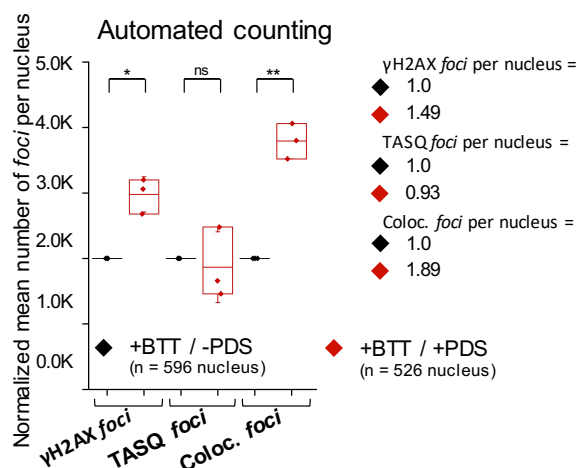 Automated counting
Normalized mean number of foci per nucleus
5.0K
4.0K
3.0K
2.0K
1.0K
0.0K
*
ns
**
+BTT / -PDS
(n = 596 nucleus)
+BTT / +PDS
(n = 526 nucleus)
γH2AX foci
TASQ foci
Coloc. foci
γH2AX foci per nucleus =
1.0
1.49
TASQ foci per nucleus =
1.0
0.93
Coloc. foci per nucleus =
1.0
1.89